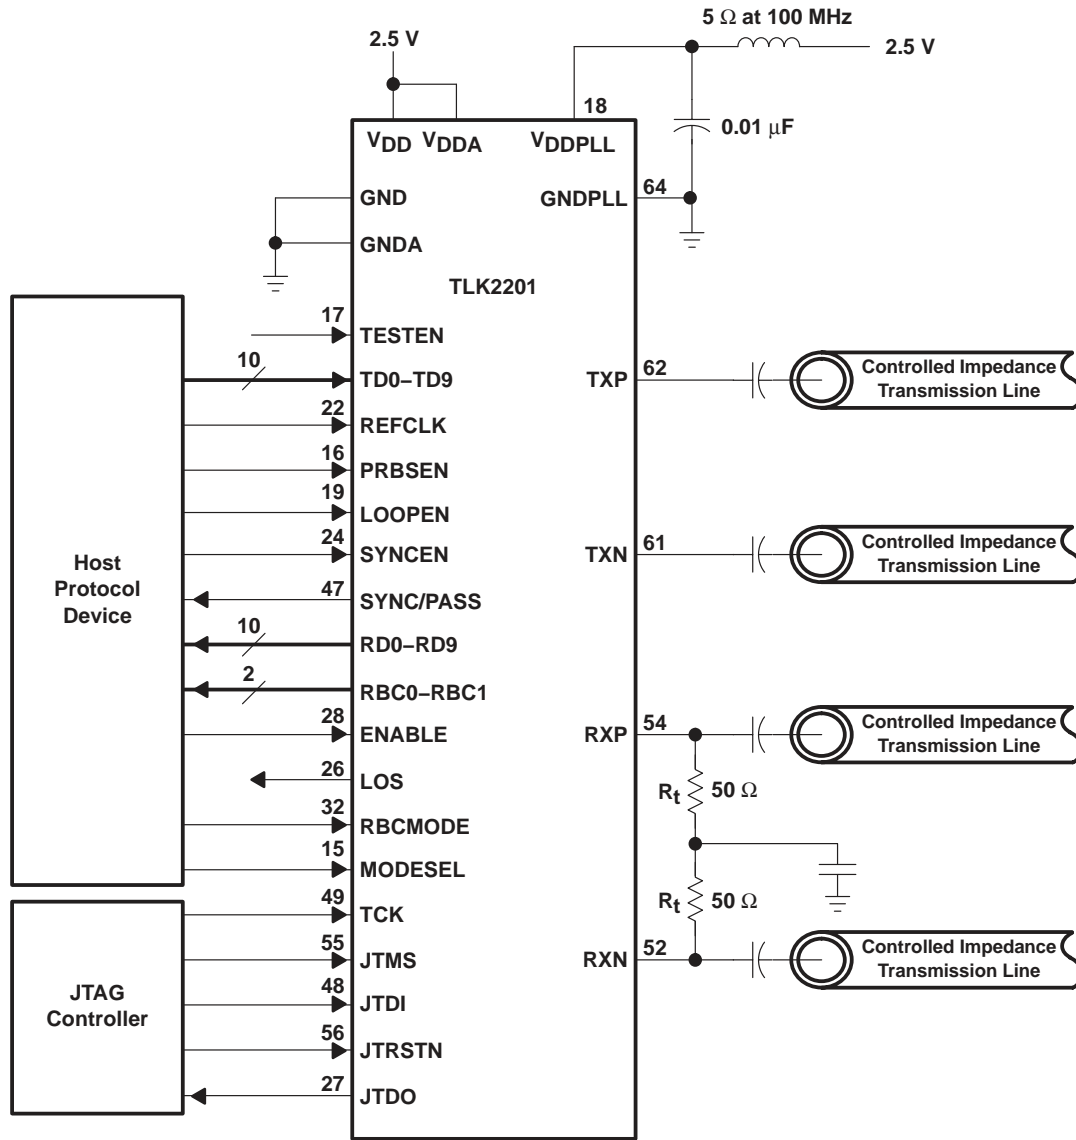 5 Ω at 100 MHz
2.5 V
2.5 V
18
0.01 μF
VDD VDDA VDDPLL
GND
GNDPLL
64
GNDA
TLK2201
17
TESTEN
10
TD0–TD9
TXP
62
Controlled Impedance
Transmission Line
22
REFCLK
16
PRBSEN
19
LOOPEN
24
SYNCEN
TXN
61
Controlled Impedance
Transmission Line
Host
Protocol
Device
47
SYNC/PASS
10
RD0–RD9
2
RBC0–RBC1
28
ENABLE
RXP
54
Controlled Impedance
Transmission Line
26
LOS
Rt
50 Ω
32
RBCMODE
15
MODESEL
Rt
50 Ω
49
TCK
55
JTMS
RXN
52
Controlled Impedance
Transmission Line
JTAG
Controller
48
JTDI
56
JTRSTN
27
JTDO